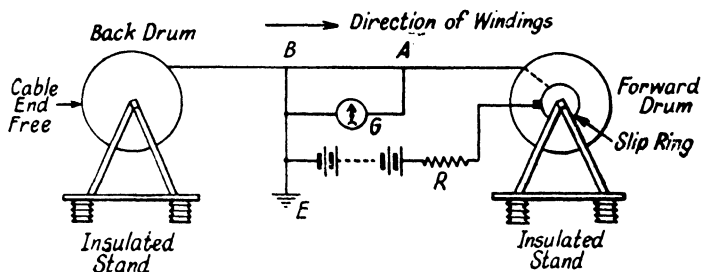 Direction of Windings
Back Drum
B
A
Cable
End
Free
G
Forward
Drum
Slip Ring
R
E
Insulated
Stand
Insulated
Stand